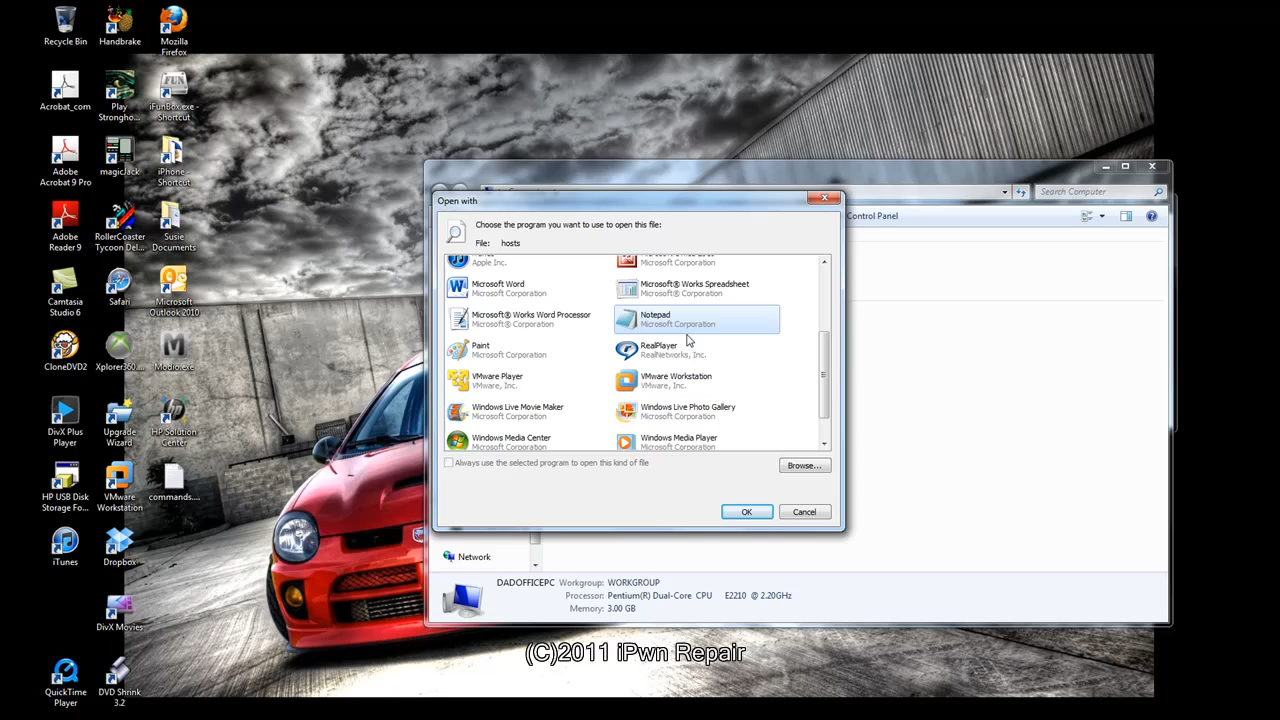 Recycle Bin
Handbrake
Mozilla
Firefox
Acrobat_com
Play
Strongho...
iFunBox.exe -
Shortcut
Adobe
Acrobat 9 Pro
magicJack
iPhone -
Shortcut
Adobe
Reader 9
RollerCoaster
Tycoon Del...
Susie
Documents
Camtasia
Studio 6
Safari
Microsoft
Outlook 2010
CloneDVD2
Xplorer360....
Modio.exe
DivX Plus
Player
Upgrade
Wizard
HP Solution
Center
HP USB Disk
Storage Fo...
VMware
Workstation
commands....
iTunes
Dropbox
DivX Movies
QuickTime
Player
DVD Shrink
3.2
Search Computer
Control Panel
Open with
Choose the program you want to use to open this file:
File: hosts
Apple Inc.
Microsoft Corporation
Microsoft Word
Microsoft Corporation
Microsoft® Works Spreadsheet
Microsoft® Corporation
Microsoft® Works Word Processor
Microsoft® Corporation
Notepad
Microsoft Corporation
Paint
Microsoft Corporation
RealPlayer
RealNetworks, Inc.
VMware Player
VMware, Inc.
VMware Workstation
VMware, Inc.
Windows Live Movie Maker
Microsoft Corporation
Windows Live Photo Gallery
Microsoft Corporation
Windows Media Center
Microsoft Corporation
Windows Media Player
Microsoft Corporation
Always use the selected program to open this kind of file
Browse...
OK
Cancel
Network
DADOFFICEPC Workgroup: WORKGROUP
Processor: Pentium(R) Dual-Core CPU E2210 @ 2.20GHz
Memory: 3.00 GB
(C)2011 iPwn Repair